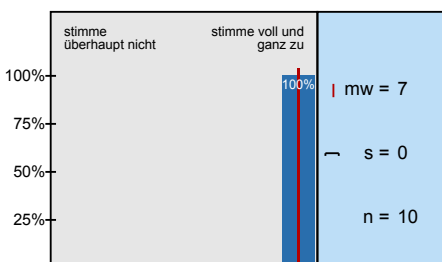 stimme
überhaupt nicht
stimme voll und
ganz zu
100%
100%
mw = 7
75%
s = 0
50%
n = 10
25%